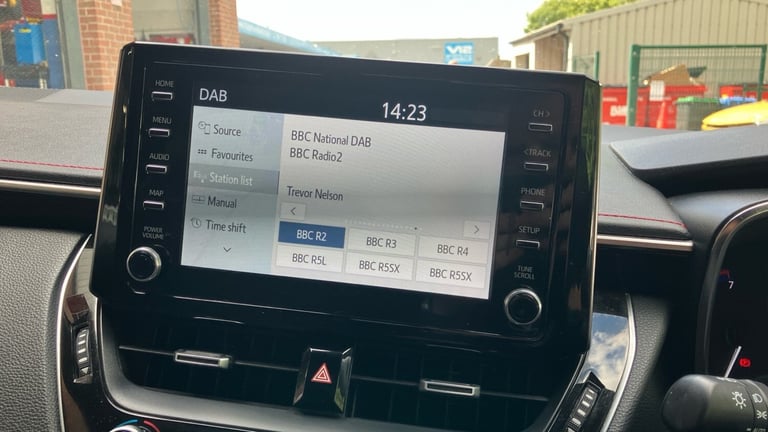 V12
HOME
MENU
AUDIO
MAP
POWER
VOLUME
DAB
14:23
Source
Favourites
Station list
Manual
Time shift
BBC National DAB
BBC Radio2
Trevor Nelson
BBC R2
BBC R3
BBC R4
BBC R5L
BBC R5SX
BBC R5SX
CH >
< TRACK
PHONE
SETUP
TUNE
SCROLL
7